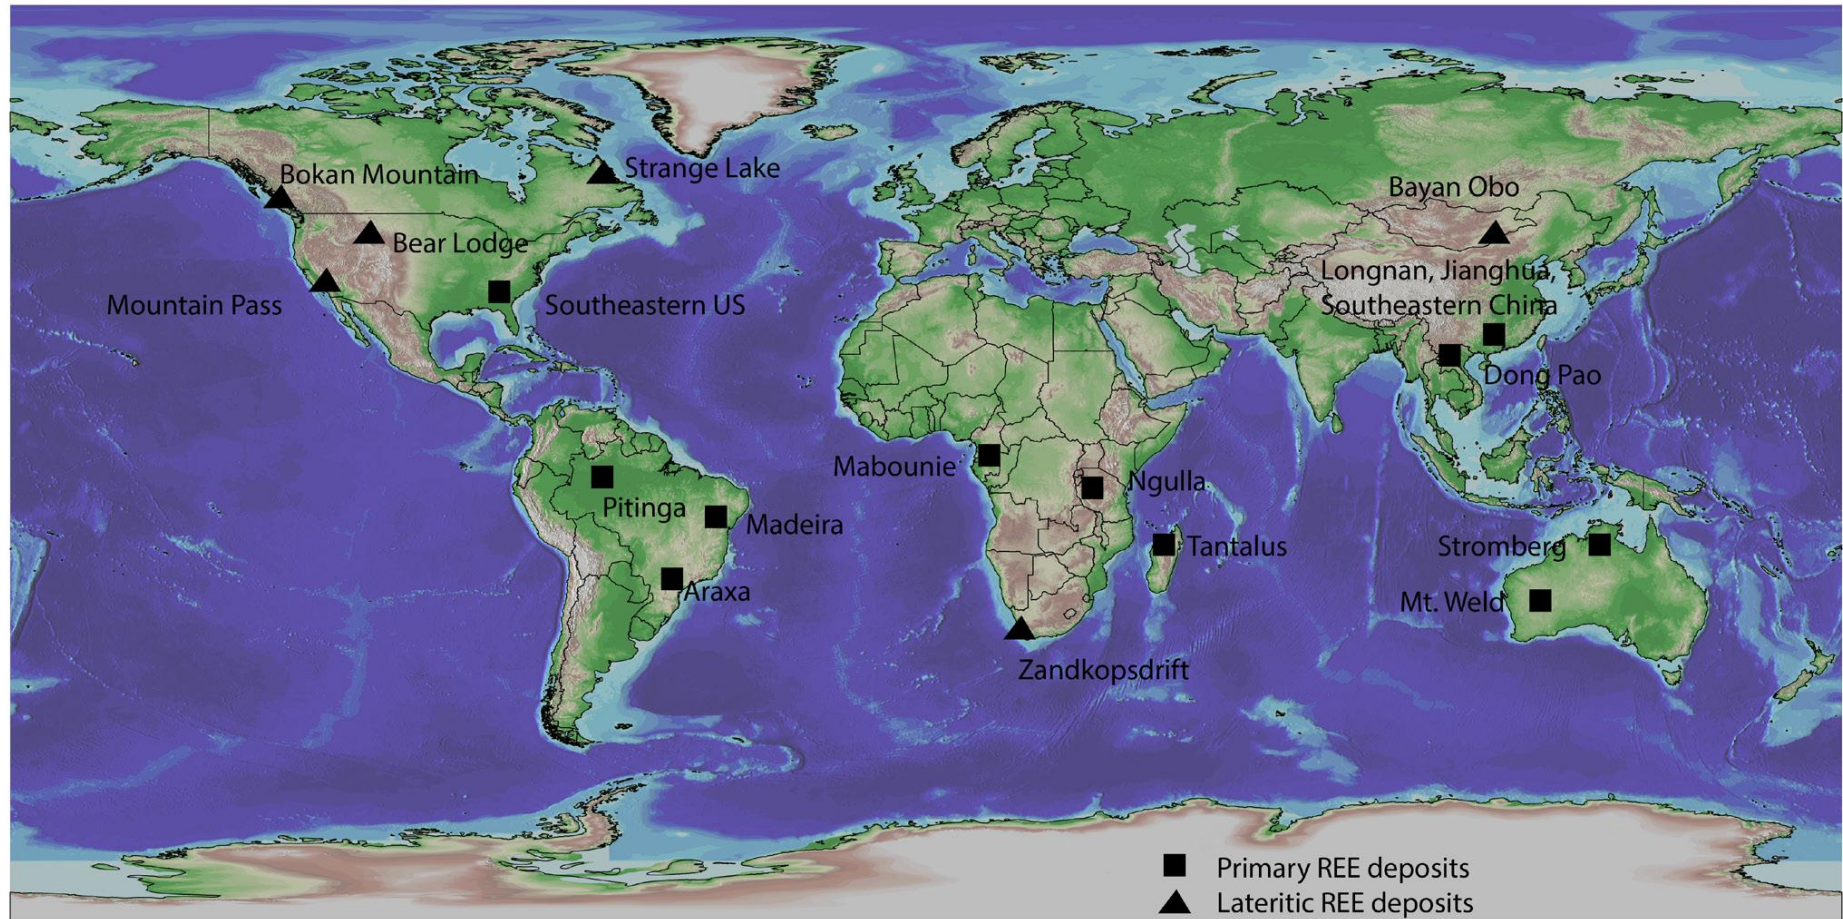 Strange Lake
Bokan Mountain
Bayan Obo
Bear Lodge
Longnan, Jianghua,
Southeastern China
Mountain Pass
Southeastern US
Dong Pao
Mabounie
Ngulla
Pitinga
Madeira
Tantalus
Stromberg
Araxa
Mt. Weld
Zandkopsdrift
Primary REE deposits
Lateritic REE deposits